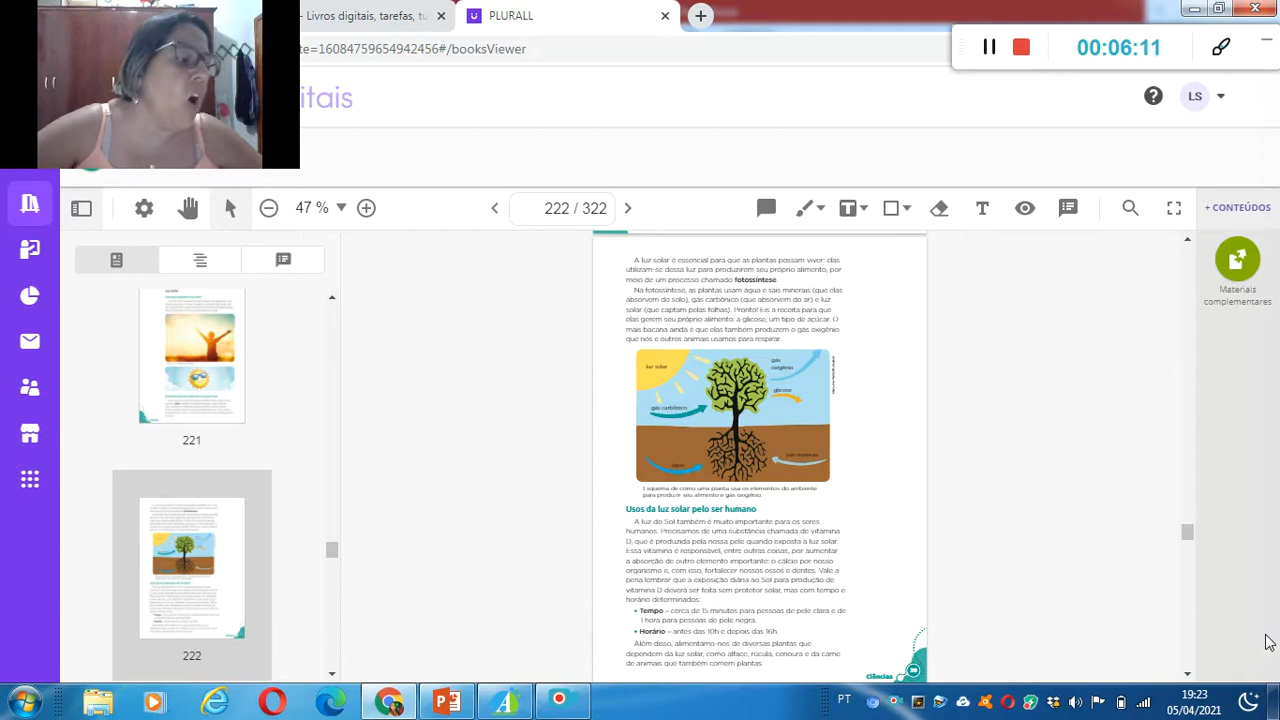 Livros digitais, tarefas, tu
PLURALL
te=16084759654942456#/booksViewer
00:06:11
itais
LS
47 %
222 / 322
+ CONTEÚDOS
Materiais
complementares
221
222
A luz solar é essencial para que as plantas possam viver: elas
utilizam-se dessa luz para produzirem seu próprio alimento, por
meio de um processo chamado fotossíntese.
Na fotossíntese, as plantas usam água e sais minerais (que elas
absorvem do solo), gás carbônico (que absorvem do ar) e luz
solar (que captam pelas folhas). Pronto! Eis a receita para que
elas gerem seu próprio alimento: a glicose, um tipo de açúcar. O
mais bacana ainda é que elas também produzem o gás oxigênio
que nós e outros animais usamos para respirar.
luz solar
gás
oxigênio
glicose
gás carbônico
água
sais minerais
Esquema de como uma planta usa os elementos do ambiente
para produzir seu alimento e gás oxigênio.
Usos da luz solar pelo ser humano
A luz do Sol também é muito importante para os seres
humanos. Precisamos de uma substância chamada de vitamina
D, que é produzida pela nossa pele quando exposta à luz solar.
Essa vitamina é responsável, entre outras coisas, por aumentar
a absorção de outro elemento importante: o cálcio por nosso
organismo e, com isso, fortalecer nossos ossos e dentes. Vale a
pena lembrar que a exposição diária ao Sol para produção de
vitamina D deverá ser feita sem protetor solar, mas com tempo e
horário determinados:
• Tempo – cerca de 15 minutos para pessoas de pele clara e de
1 hora para pessoas de pele negra.
• Horário – antes das 10h e depois das 16h.
Além disso, alimentamo-nos de diversas plantas que
dependem da luz solar, como alface, rúcula, cenoura e da carne
de animais que também comem plantas.
Ciências
PT
19:23
05/04/2021